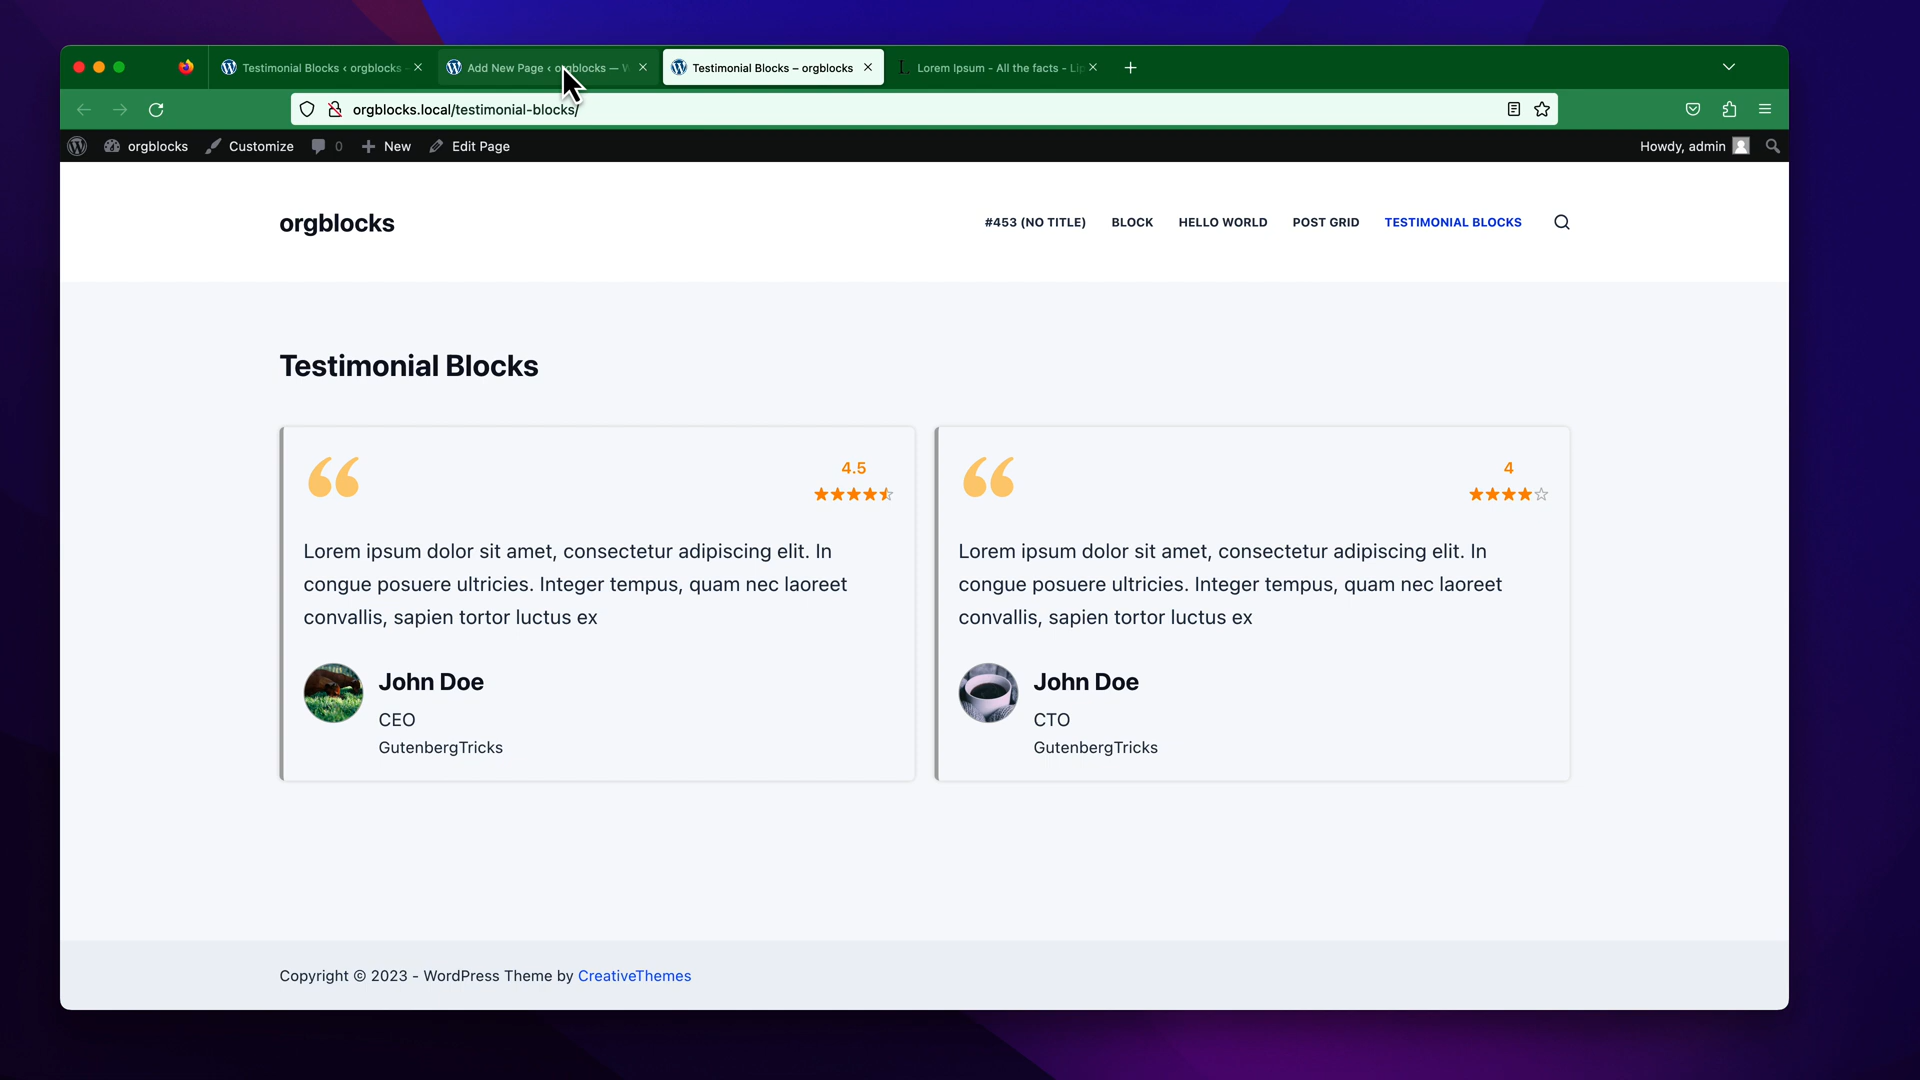 Testimonial Blocks ‹ orgblocks
Add New Page ‹ orgblocks —
Testimonial Blocks – orgblocks
Lorem Ipsum - All the facts - Lip
orgblocks.local/testimonial-blocks/
orgblocks
Customize
0
New
Edit Page
Howdy, admin
orgblocks
#453 (NO TITLE)
BLOCK
HELLO WORLD
POST GRID
TESTIMONIAL BLOCKS
Testimonial Blocks
“
4.5
Lorem ipsum dolor sit amet, consectetur adipiscing elit. In
congue posuere ultricies. Integer tempus, quam nec laoreet
convallis, sapien tortor luctus ex
John Doe
CEO
GutenbergTricks
“
4
Lorem ipsum dolor sit amet, consectetur adipiscing elit. In
congue posuere ultricies. Integer tempus, quam nec laoreet
convallis, sapien tortor luctus ex
John Doe
CTO
GutenbergTricks
Copyright © 2023 - WordPress Theme by CreativeThemes